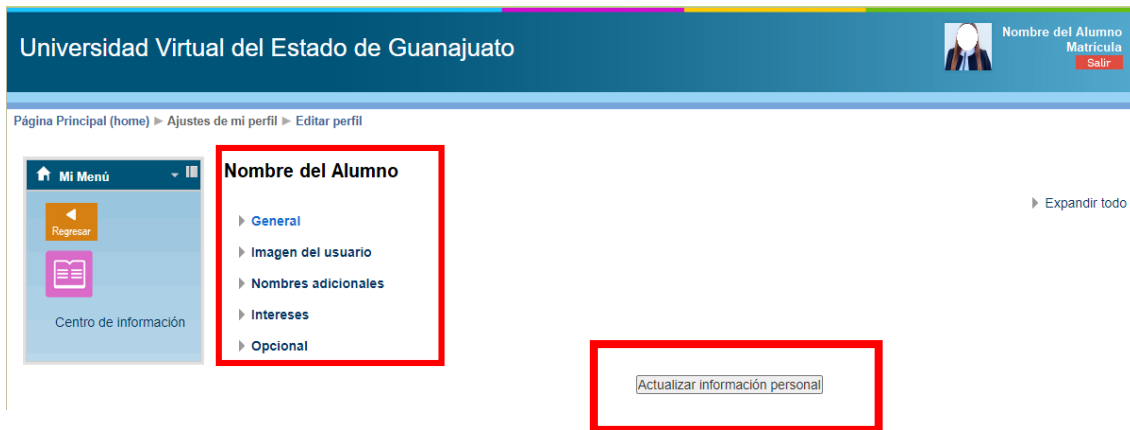 Universidad Virtual del Estado de Guanajuato
Nombre del Alumno
Matrícula
Salir
Página Principal (home) ▶ Ajustes de mi perfil ▶ Editar perfil
Mi Menú
Regresar
Centro de información
Nombre del Alumno
Expandir todo
General
Imagen del usuario
Nombres adicionales
Intereses
Opcional
Actualizar información personal